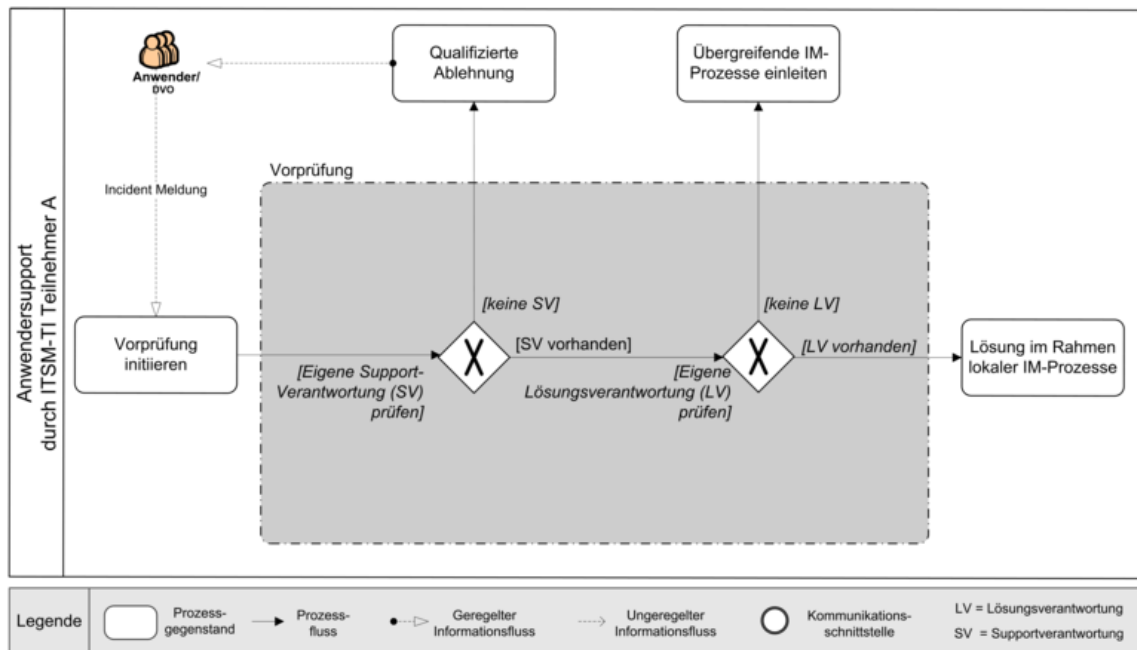 Anwendersupport
durch ITSM-TI Teilnehmer A
Anwender/
DVO
Qualifizierte
Ablehnung
Übergreifende IM-
Prozesse einleiten
Incident Meldung
Vorprüfung
Vorprüfung
initiieren
[keine SV]
[keine LV]
[SV vorhanden]
[LV vorhanden]
[Eigene Support-
Verantwortung (SV)
prüfen]
[Eigene
Lösungsverantwortung (LV)
prüfen]
Lösung im Rahmen
lokaler IM-Prozesse
Legende
Prozess-
gegenstand
Prozess-
fluss
Geregelter
Informationsfluss
Ungeregelter
Informationsfluss
Kommunikations-
schnittstelle
LV = Lösungsverantwortung
SV = Supportverantwortung